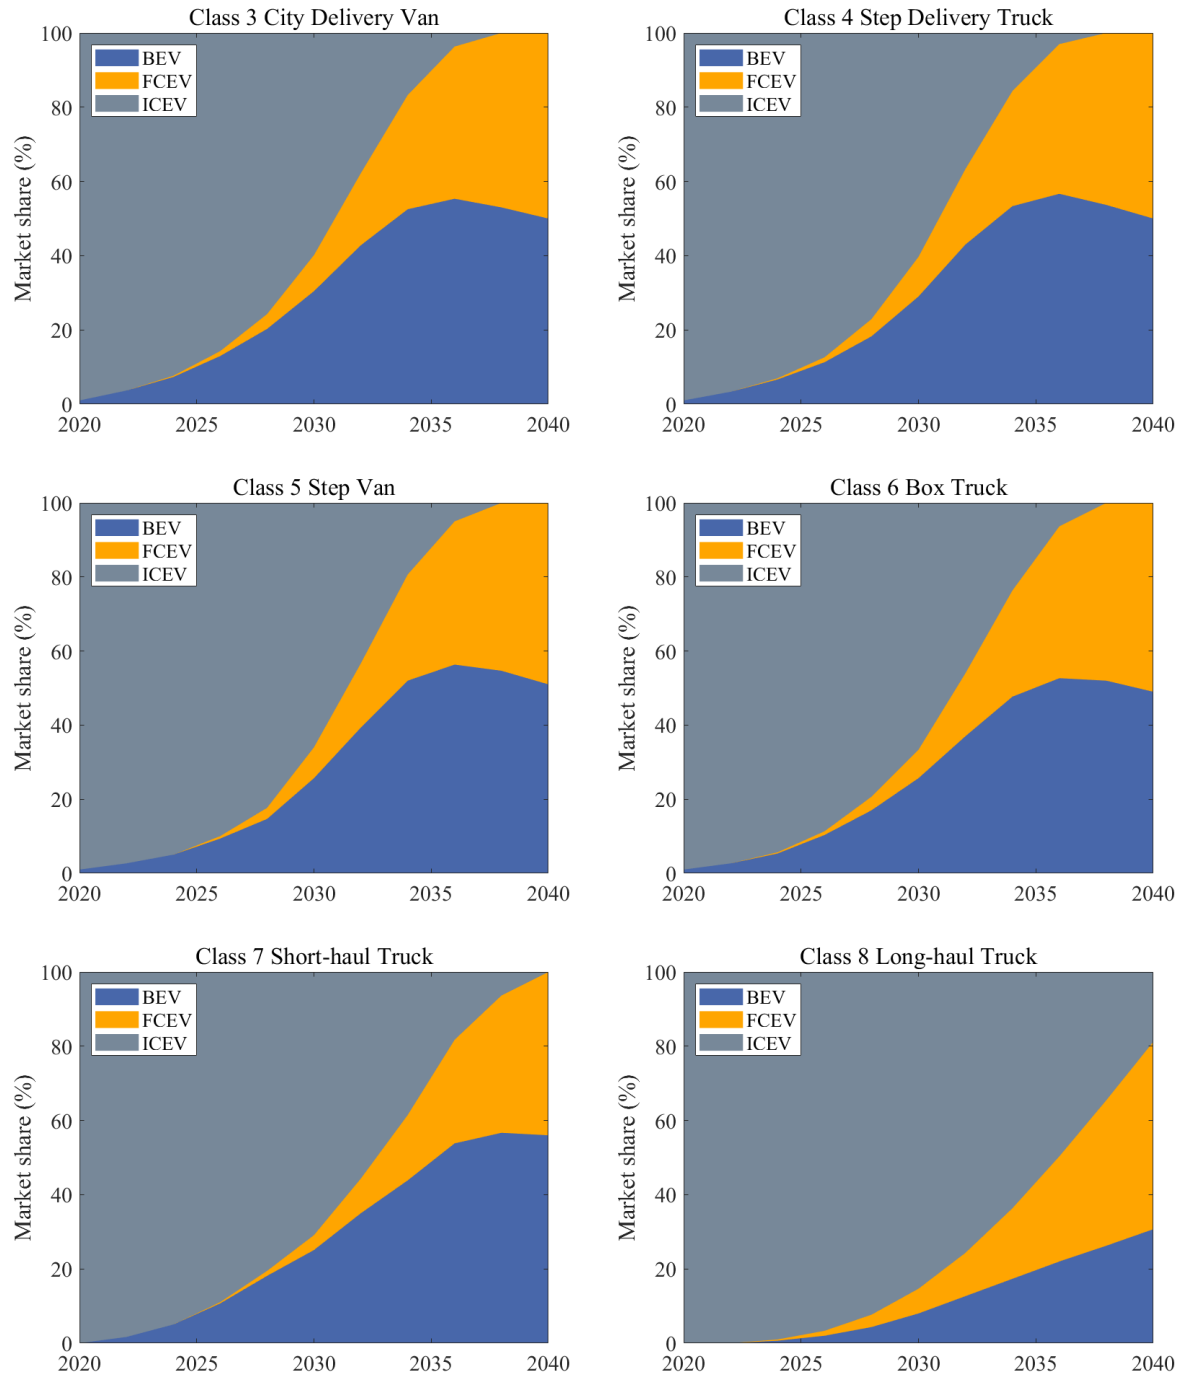 Class 3 City Delivery Van
100
80
60
40
20
0
Market share (%)
BEV
FCEV
ICEV
2020 2025 2030 2035 2040
Class 4 Step Delivery Truck
100
80
60
40
20
0
Market share (%)
BEV
FCEV
ICEV
2020 2025 2030 2035 2040
Class 5 Step Van
100
80
60
40
20
0
Market share (%)
BEV
FCEV
ICEV
2020 2025 2030 2035 2040
Class 6 Box Truck
100
80
60
40
20
0
Market share (%)
BEV
FCEV
ICEV
2020 2025 2030 2035 2040
Class 7 Short-haul Truck
100
80
60
40
20
0
Market share (%)
BEV
FCEV
ICEV
2020 2025 2030 2035 2040
Class 8 Long-haul Truck
100
80
60
40
20
0
Market share (%)
BEV
FCEV
ICEV
2020 2025 2030 2035 2040